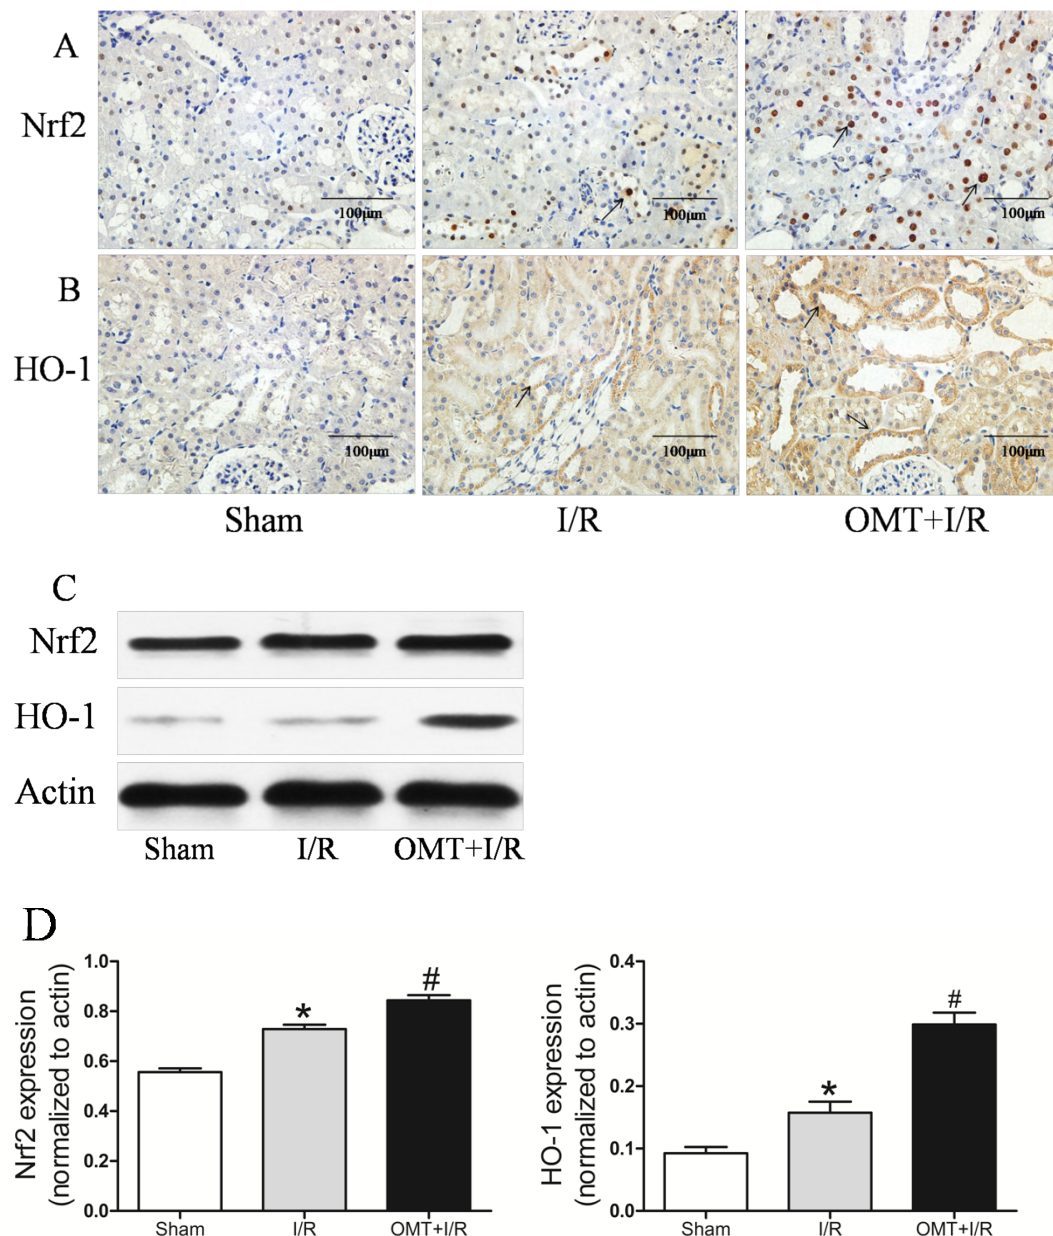 A
Nrf2
100μm
100μm
100μm
B
HO-1
100μm
100μm
100μm
Sham I/R OMT+I/R
C
Nrf2
HO-1
Actin
Sham I/R OMT+I/R
D
Nrf2 expression
(normalized to actin)
1.0
0.8
0.6
0.4
0.2
0.0
*
#
Sham I/R OMT+I/R
HO-1 expression
(normalized to actin)
0.4
0.3
0.2
0.1
0.0
*
#
Sham I/R OMT+I/R